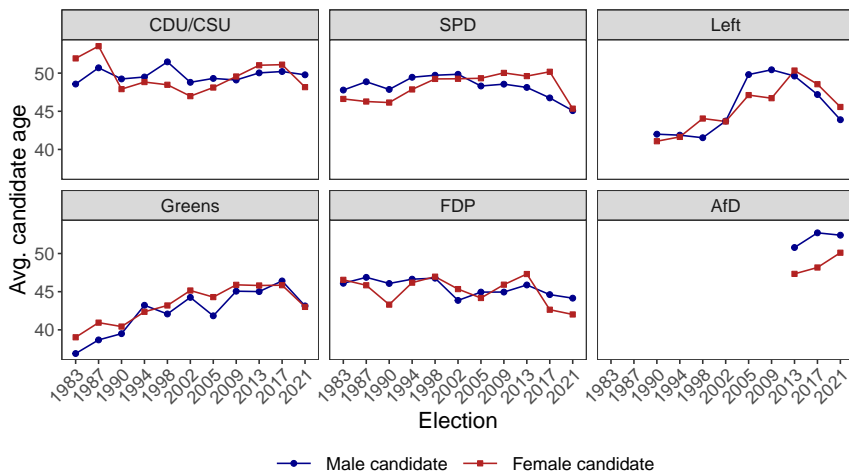 CDU/CSU SPD Left
50
45
40
Greens FDP AfD
50
45
40
Avg. candidate age
1983 1987 1990 1994 1998 2002 2005 2009 2013 2017 2021 1983 1987 1990 1994 1998 2002 2005 2009 2013 2017 2021 1983 1987 1990 1994 1998 2002 2005 2009 2013 2017 2021
Election
Male candidate Female candidate